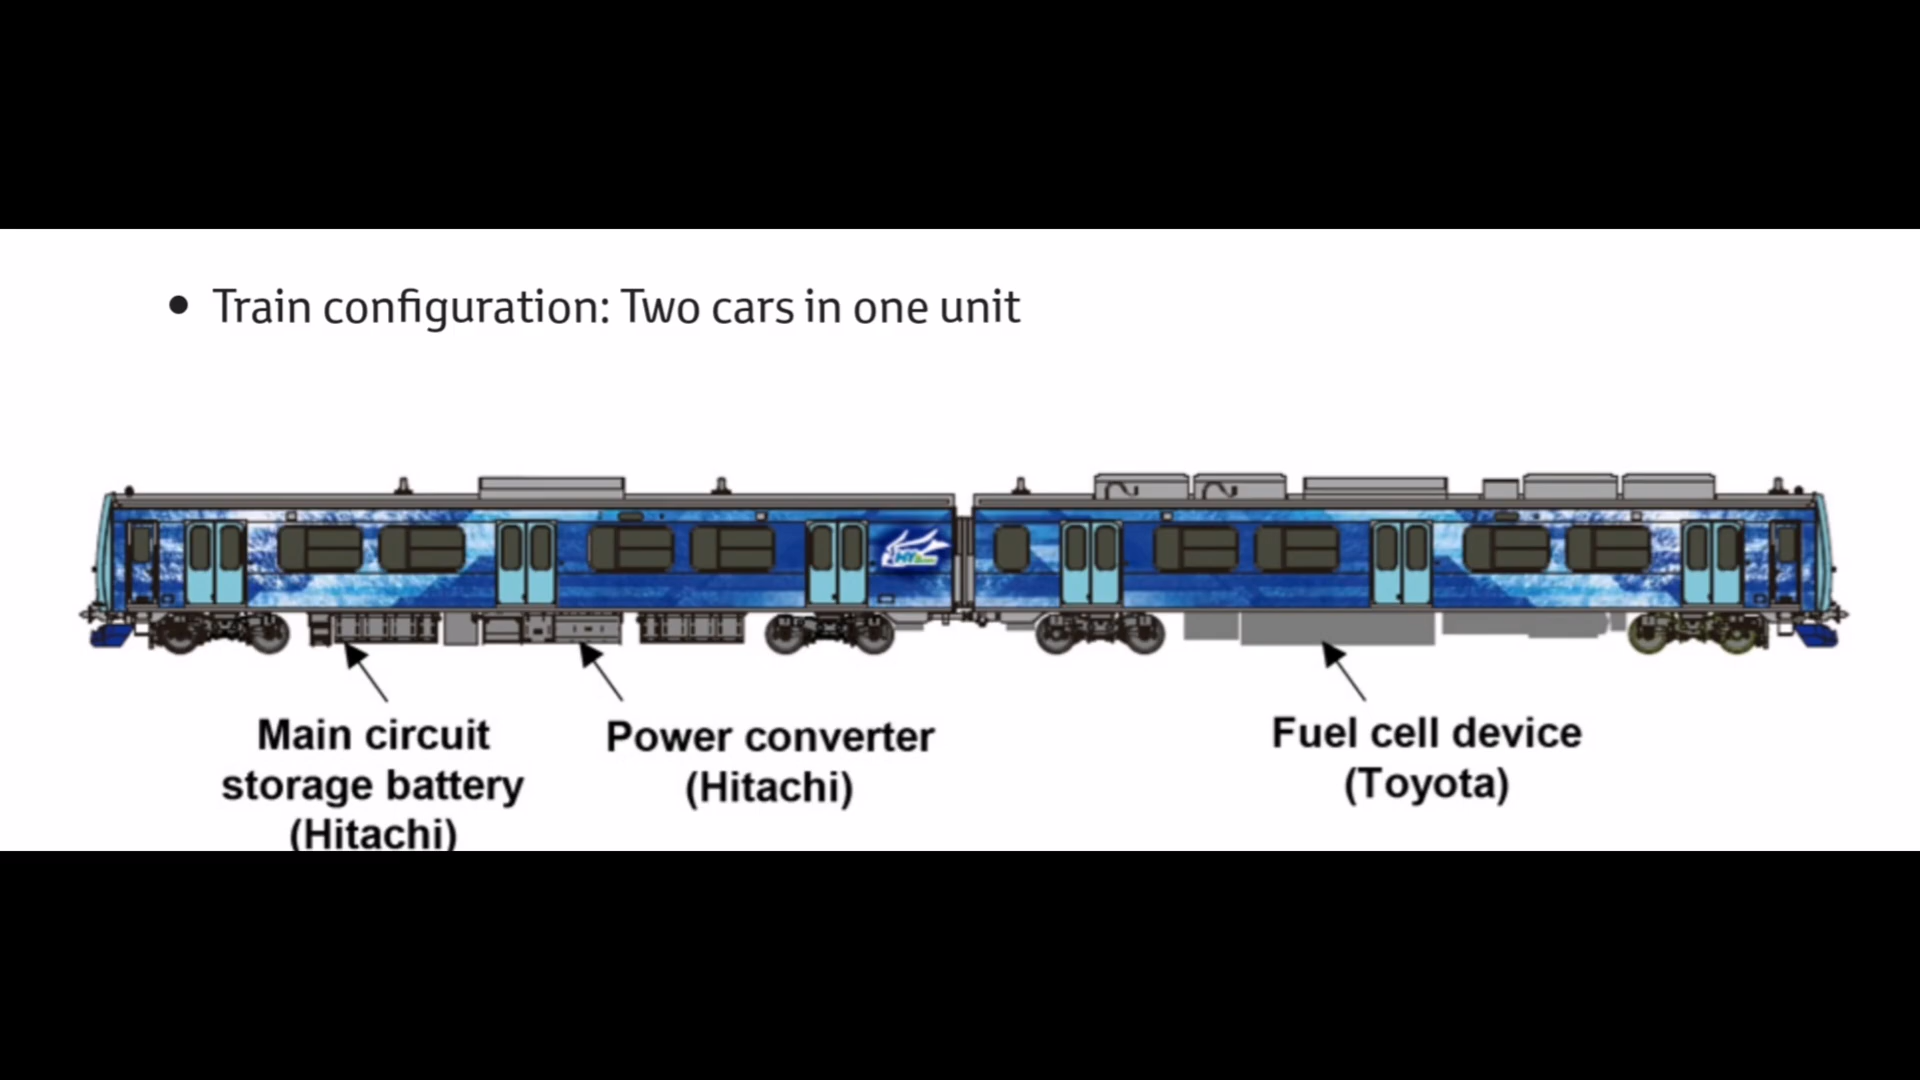 • Train configuration: Two cars in one unit
HY
Main circuit
storage battery
(Hitachi)
Power converter
(Hitachi)
Fuel cell device
(Toyota)